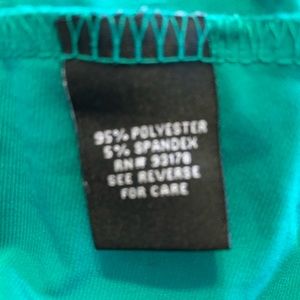 95% POLYESTER
5% SPANDEX
RN# 93178
SEE REVERSE
FOR CARE